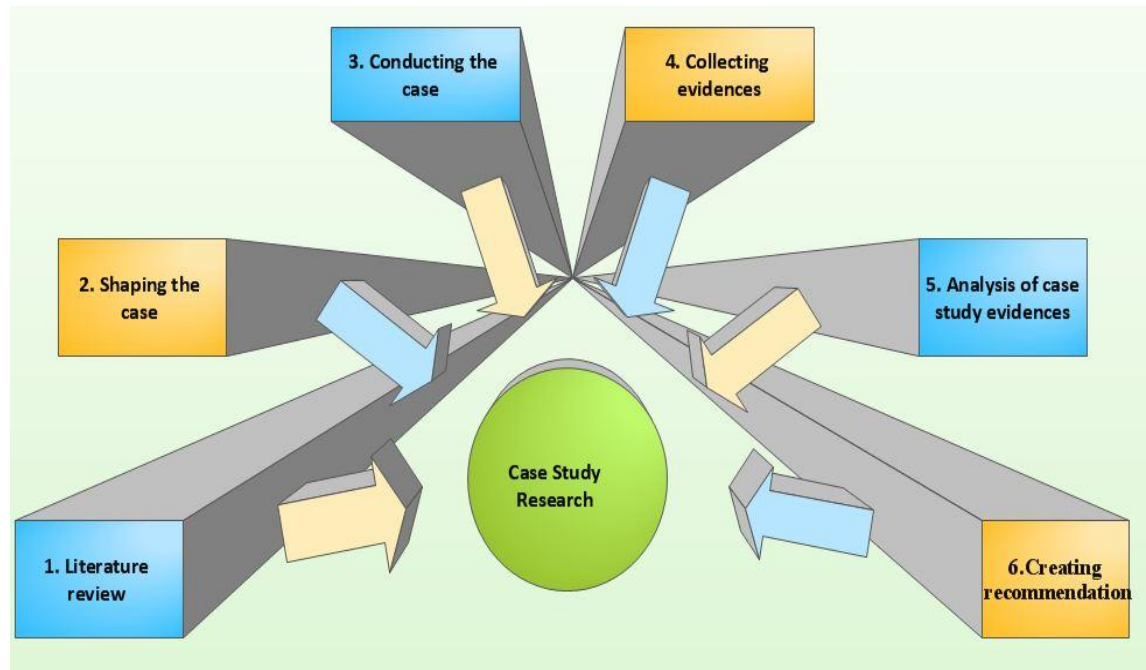 1. Literature
review
2. Shaping the
case
3. Conducting the
case
4. Collecting
evidences
5. Analysis of case
study evidences
6.Creating
recommendation
Case Study
Research